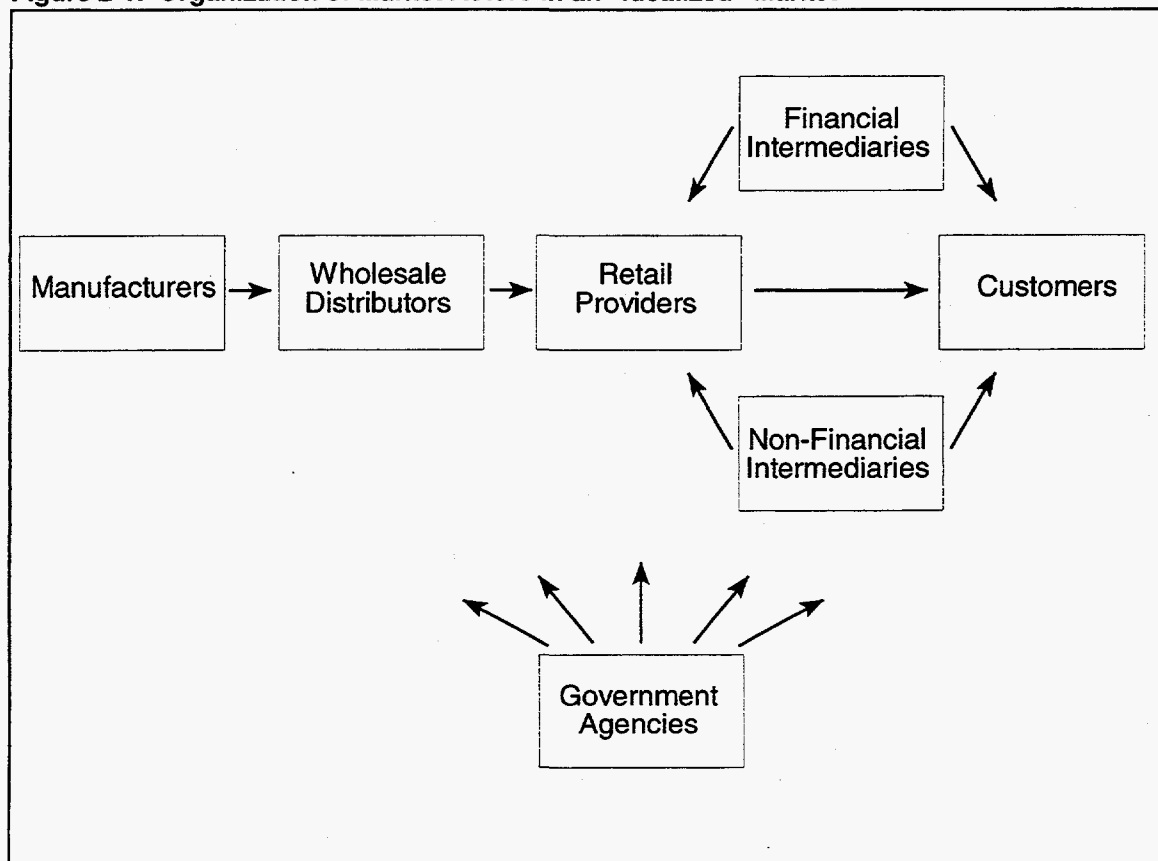 Financial
Intermediaries
Manufacturers
Wholesale
Distributors
Retail
Providers
Customers
Non-Financial
Intermediaries
Government
Agencies